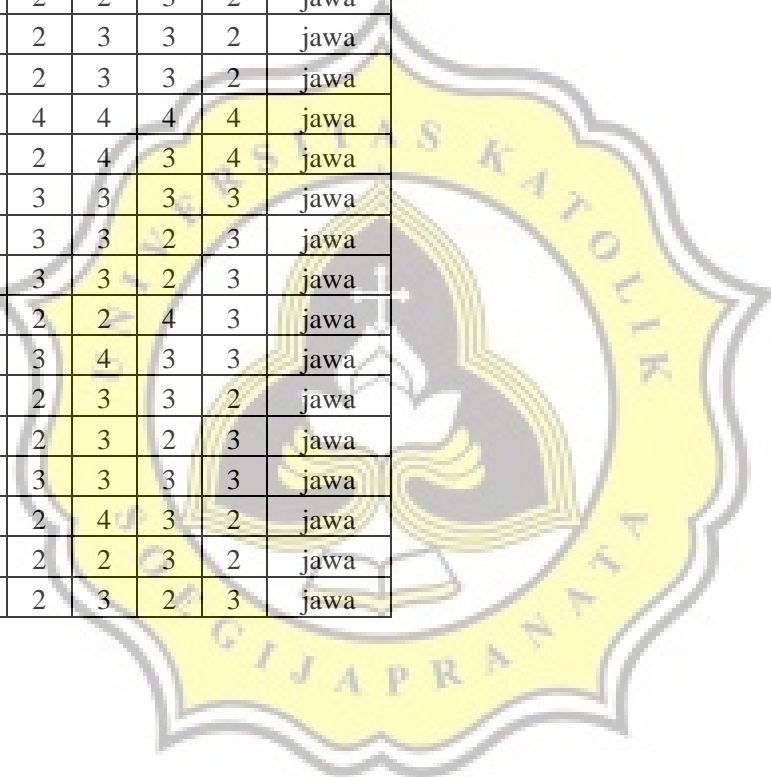 2 2 3 2 jawa
2 3 3 2 jawa
2 3 3 2 jawa
4 4 4 4 jawa
2 4 3 4 jawa
3 3 3 3 jawa
3 3 2 3 jawa
3 3 2 3 jawa
2 2 4 3 jawa
3 4 3 3 jawa
2 3 3 2 jawa
2 3 2 3 jawa
3 3 3 3 jawa
2 4 3 2 jawa
2 2 3 2 jawa
2 3 2 3 jawa
UNIVERSITAS KATOLIK
SOEGIJAPRANATA